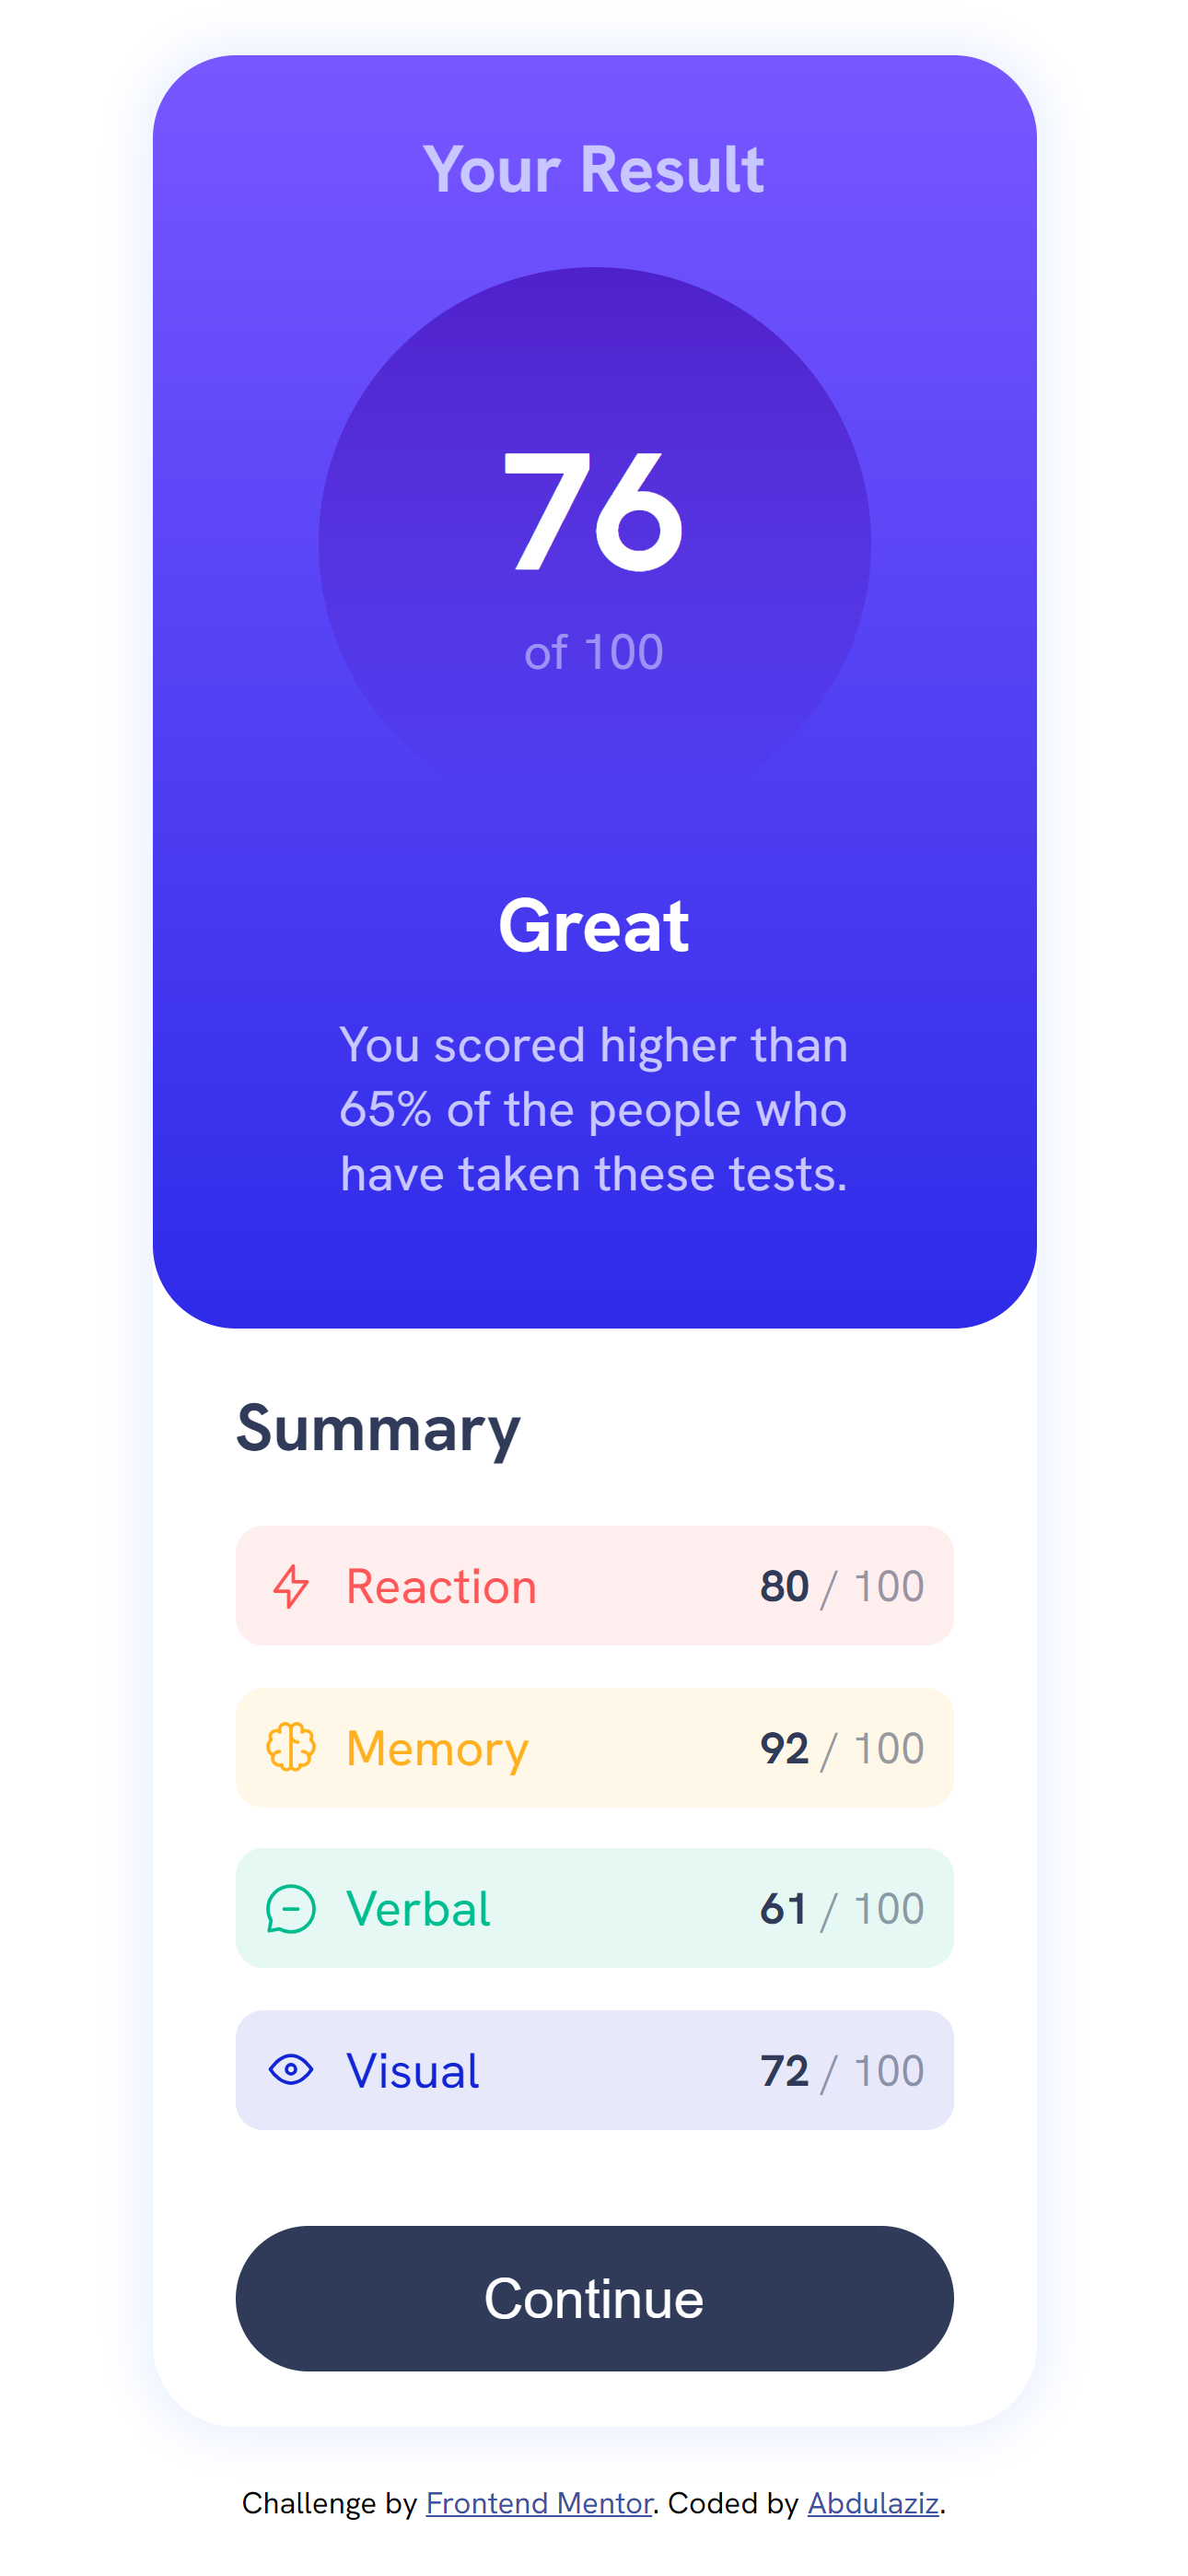 Your Result
76
of 100
Great
You scored higher than
65% of the people who
have taken these tests.
Summary
Reaction 80 / 100
Memory 92 / 100
Verbal 61 / 100
Visual 72 / 100
Continue
Challenge by Frontend Mentor. Coded by Abdulaziz.